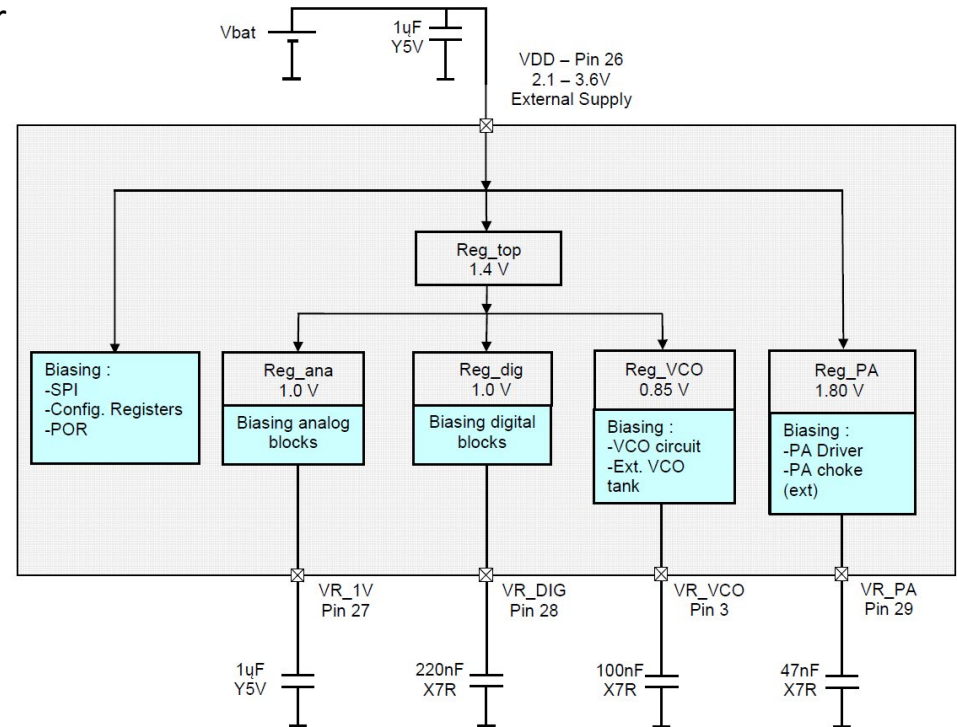 r
Vbat
1ųF
Y5V
VDD – Pin 26
2.1 – 3.6V
External Supply
Reg_top
1.4 V
Biasing :
-SPI
-Config. Registers
-POR
Reg_ana
1.0 V
Biasing analog
blocks
Reg_dig
1.0 V
Biasing digital
blocks
Reg_VCO
0.85 V
Biasing :
-VCO circuit
-Ext. VCO
tank
Reg_PA
1.80 V
Biasing :
-PA Driver
-PA choke
(ext)
VR_1V
Pin 27
VR_DIG
Pin 28
VR_VCO
Pin 3
VR_PA
Pin 29
1ųF
Y5V
220nF
X7R
100nF
X7R
47nF
X7R